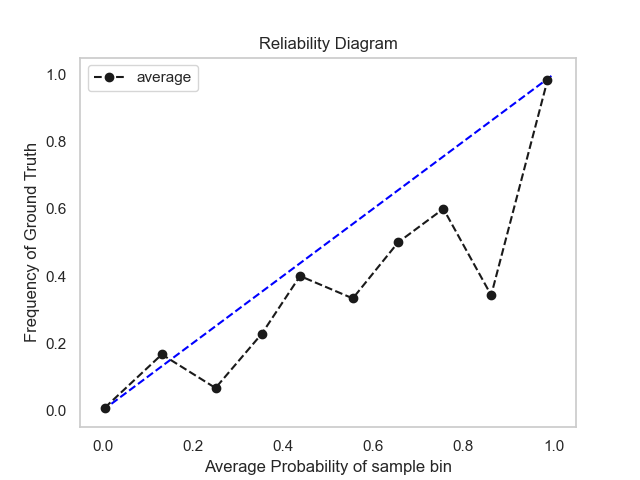 Reliability Diagram
average
Frequency of Ground Truth
1.0
0.8
0.6
0.4
0.2
0.0
0.0 0.2 0.4 0.6 0.8 1.0
Average Probability of sample bin